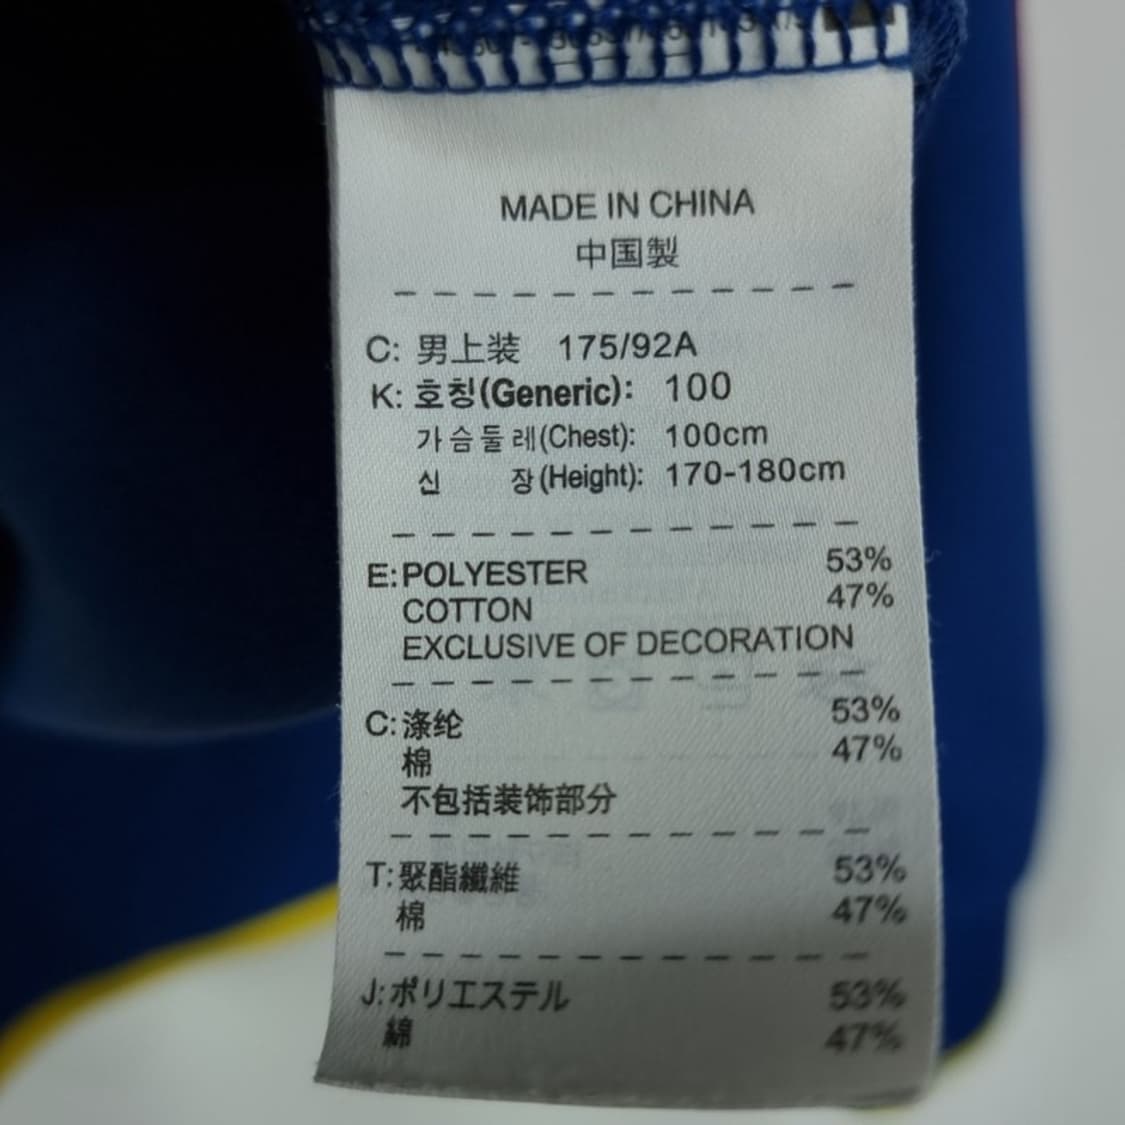 MADE IN CHINA
中国製
C: 男上装 175/92A
K: 호칭(Generic): 100
가슴둘레(Chest): 100cm
신 장(Height): 170-180cm
E:POLYESTER 53%
COTTON 47%
EXCLUSIVE OF DECORATION
C:涤纶 53%
棉 47%
不包括装饰部分
T:聚酯纖維 53%
棉 47%
J:ポリエステル 53%
綿 47%